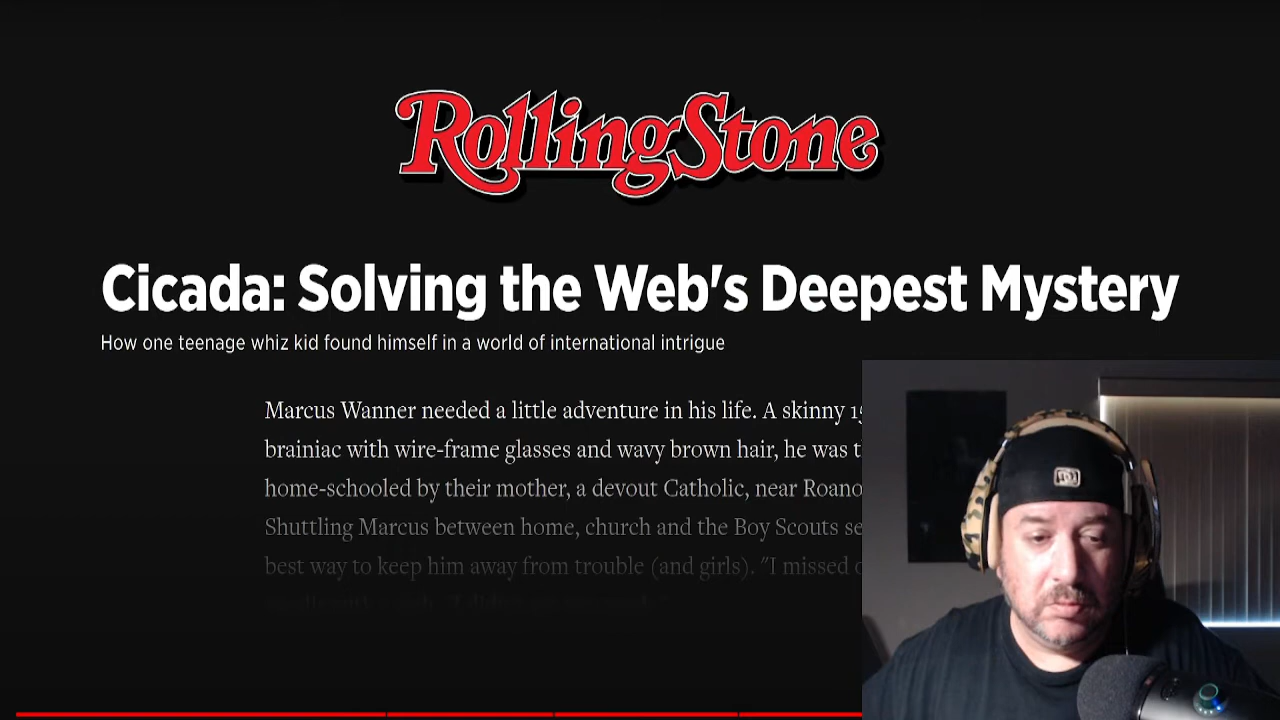 RollingStone
Cicada: Solving the Web's Deepest Mystery
How one teenage whiz kid found himself in a world of international intrigue
Marcus Wanner needed a little adventure in his life. A skinny 15
brainiac with wire-frame glasses and wavy brown hair, he was
home-schooled by their mother, a devout Catholic, near
Shuttling Marcus between home, church and the Boy Scouts
best way to keep him away from trouble (and girls). "I missed